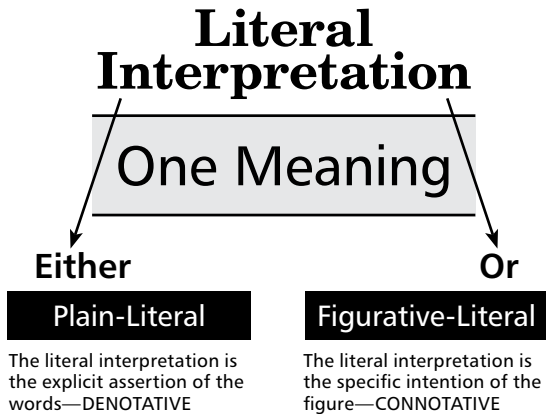 Literal
Interpretation
One Meaning
Either
Or
Plain-Literal
Figurative-Literal
The literal interpretation is
the explicit assertion of the
words—DENOTATIVE
The literal interpretation is
the specific intention of the
figure—CONNOTATIVE